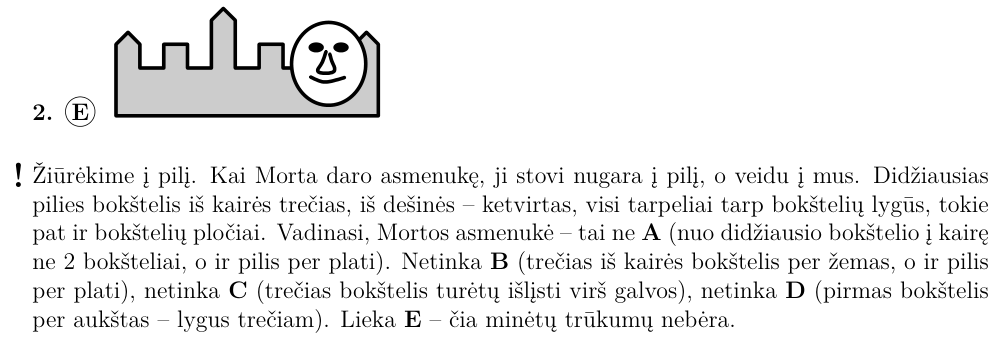 2. E
! Žiūrėkime į pilį. Kai Morta daro asmenukę, ji stovi nugara į pilį, o veidu į mus. Didžiausias
pilies bokštelis iš kairės trečias, iš dešinės – ketvirtas, visi tarpeliai tarp bokštelių lygūs, tokie
pat ir bokštelių pločiai. Vadinasi, Mortos asmenukė – tai ne A (nuo didžiausio bokštelio į kairę
ne 2 bokšteliai, o ir pilis per plati). Netinka B (trečias iš kairės bokštelis per žemas, o ir pilis
per plati), netinka C (trečias bokštelis turėtų išlįsti virš galvos), netinka D (pirmas bokštelis
per aukštas – lygus trečiam). Lieka E – čia minėtų trūkumų nebėra.